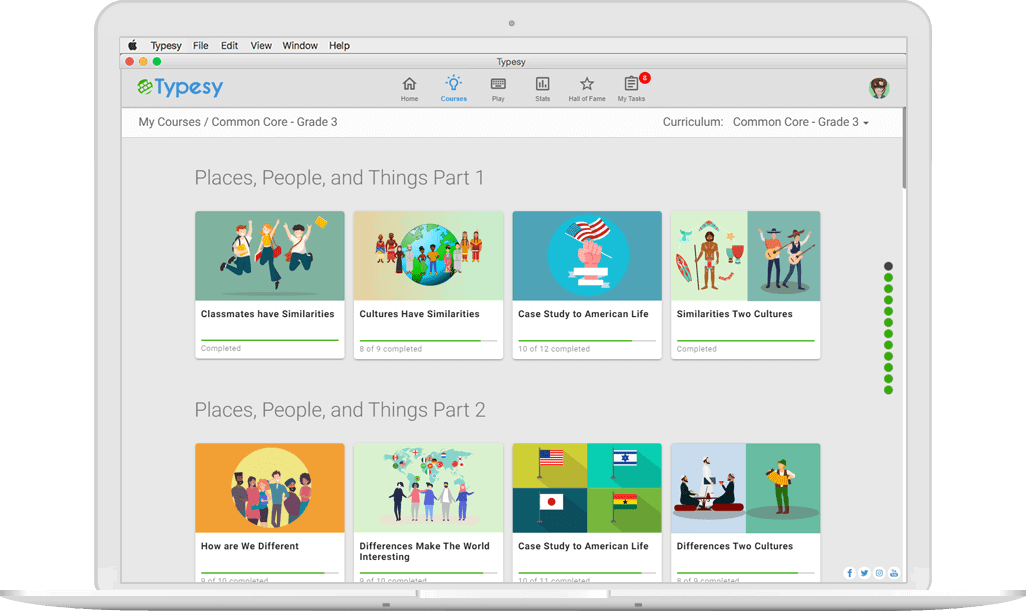 Typesy File Edit View Window Help
Typesy
Typesy
Home Courses Play Stats Hall of Fame My Tasks
8
My Courses / Common Core - Grade 3
Curriculum: Common Core - Grade 3
Places, People, and Things Part 1
Classmates have Similarities
Completed
Cultures Have Similarities
8 of 9 completed
Case Study to American Life
10 of 12 completed
Similarities Two Cultures
Completed
Places, People, and Things Part 2
How are We Different
9 of 10 completed
Differences Make The World
Interesting
9 of 10 completed
Case Study to American Life
10 of 11 completed
Differences Two Cultures
8 of 9 completed